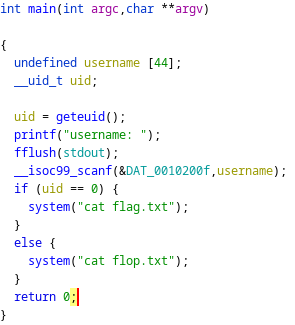 int main(int argc,char **argv)
{
undefined username [44];
__uid_t uid;
uid = geteuid();
printf("username: ");
fflush(stdout);
__isoc99_scanf(&DAT_0010200f,username);
if (uid == 0) {
system("cat flag.txt");
}
else {
system("cat flop.txt");
}
return 0;
}